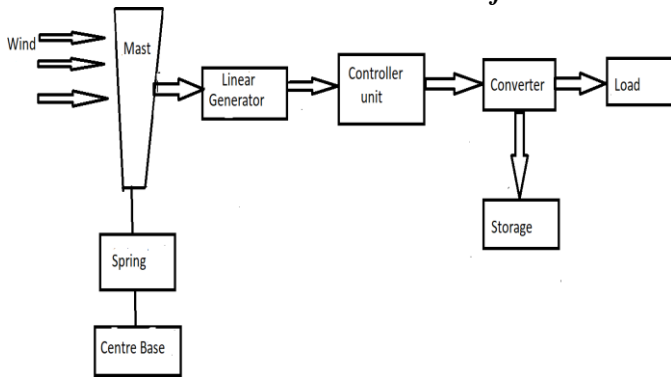 Wind
Mast
Linear
Generator
Controller
unit
Converter
Load
Storage
Spring
Centre Base